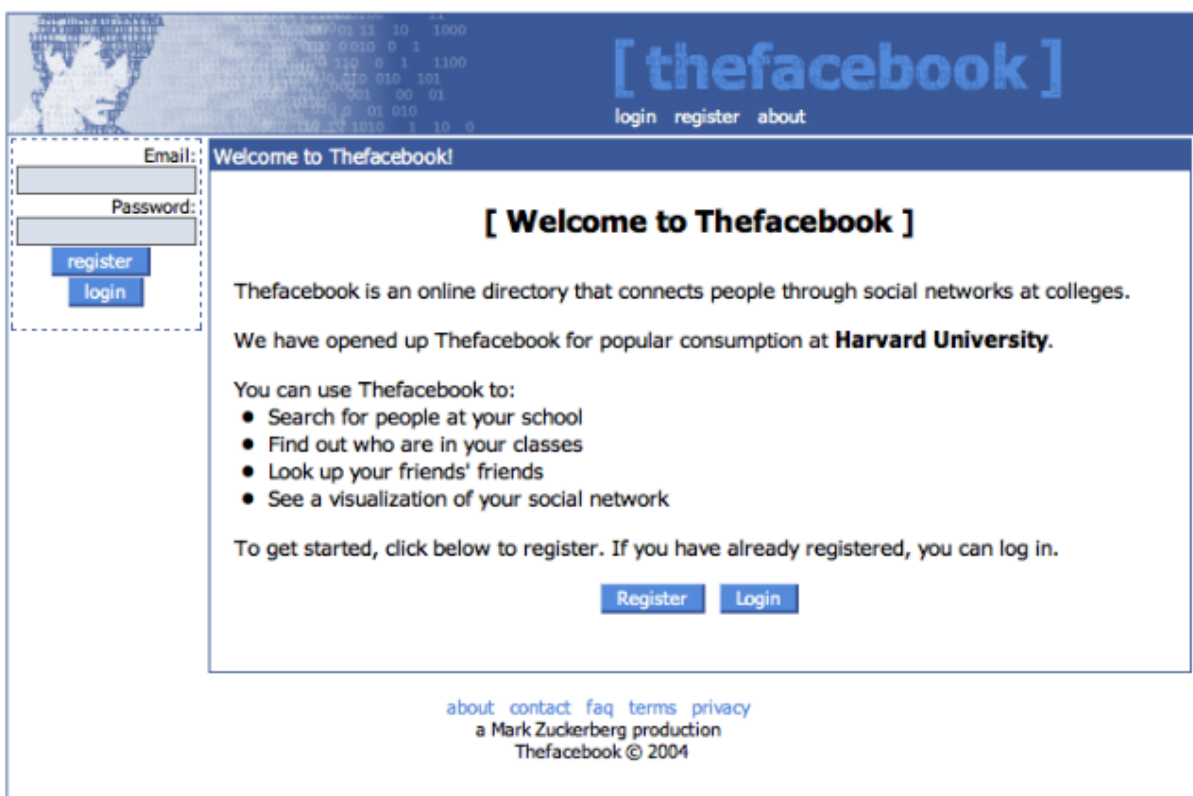 [ thefacebook ]
login register about
Email:
Password:
register
login
Welcome to Thefacebook!
[ Welcome to Thefacebook ]
Thefacebook is an online directory that connects people through social networks at colleges.
We have opened up Thefacebook for popular consumption at Harvard University.
You can use Thefacebook to:
● Search for people at your school
● Find out who are in your classes
● Look up your friends' friends
● See a visualization of your social network
To get started, click below to register. If you have already registered, you can log in.
Register Login
about contact faq terms privacy
a Mark Zuckerberg production
Thefacebook © 2004